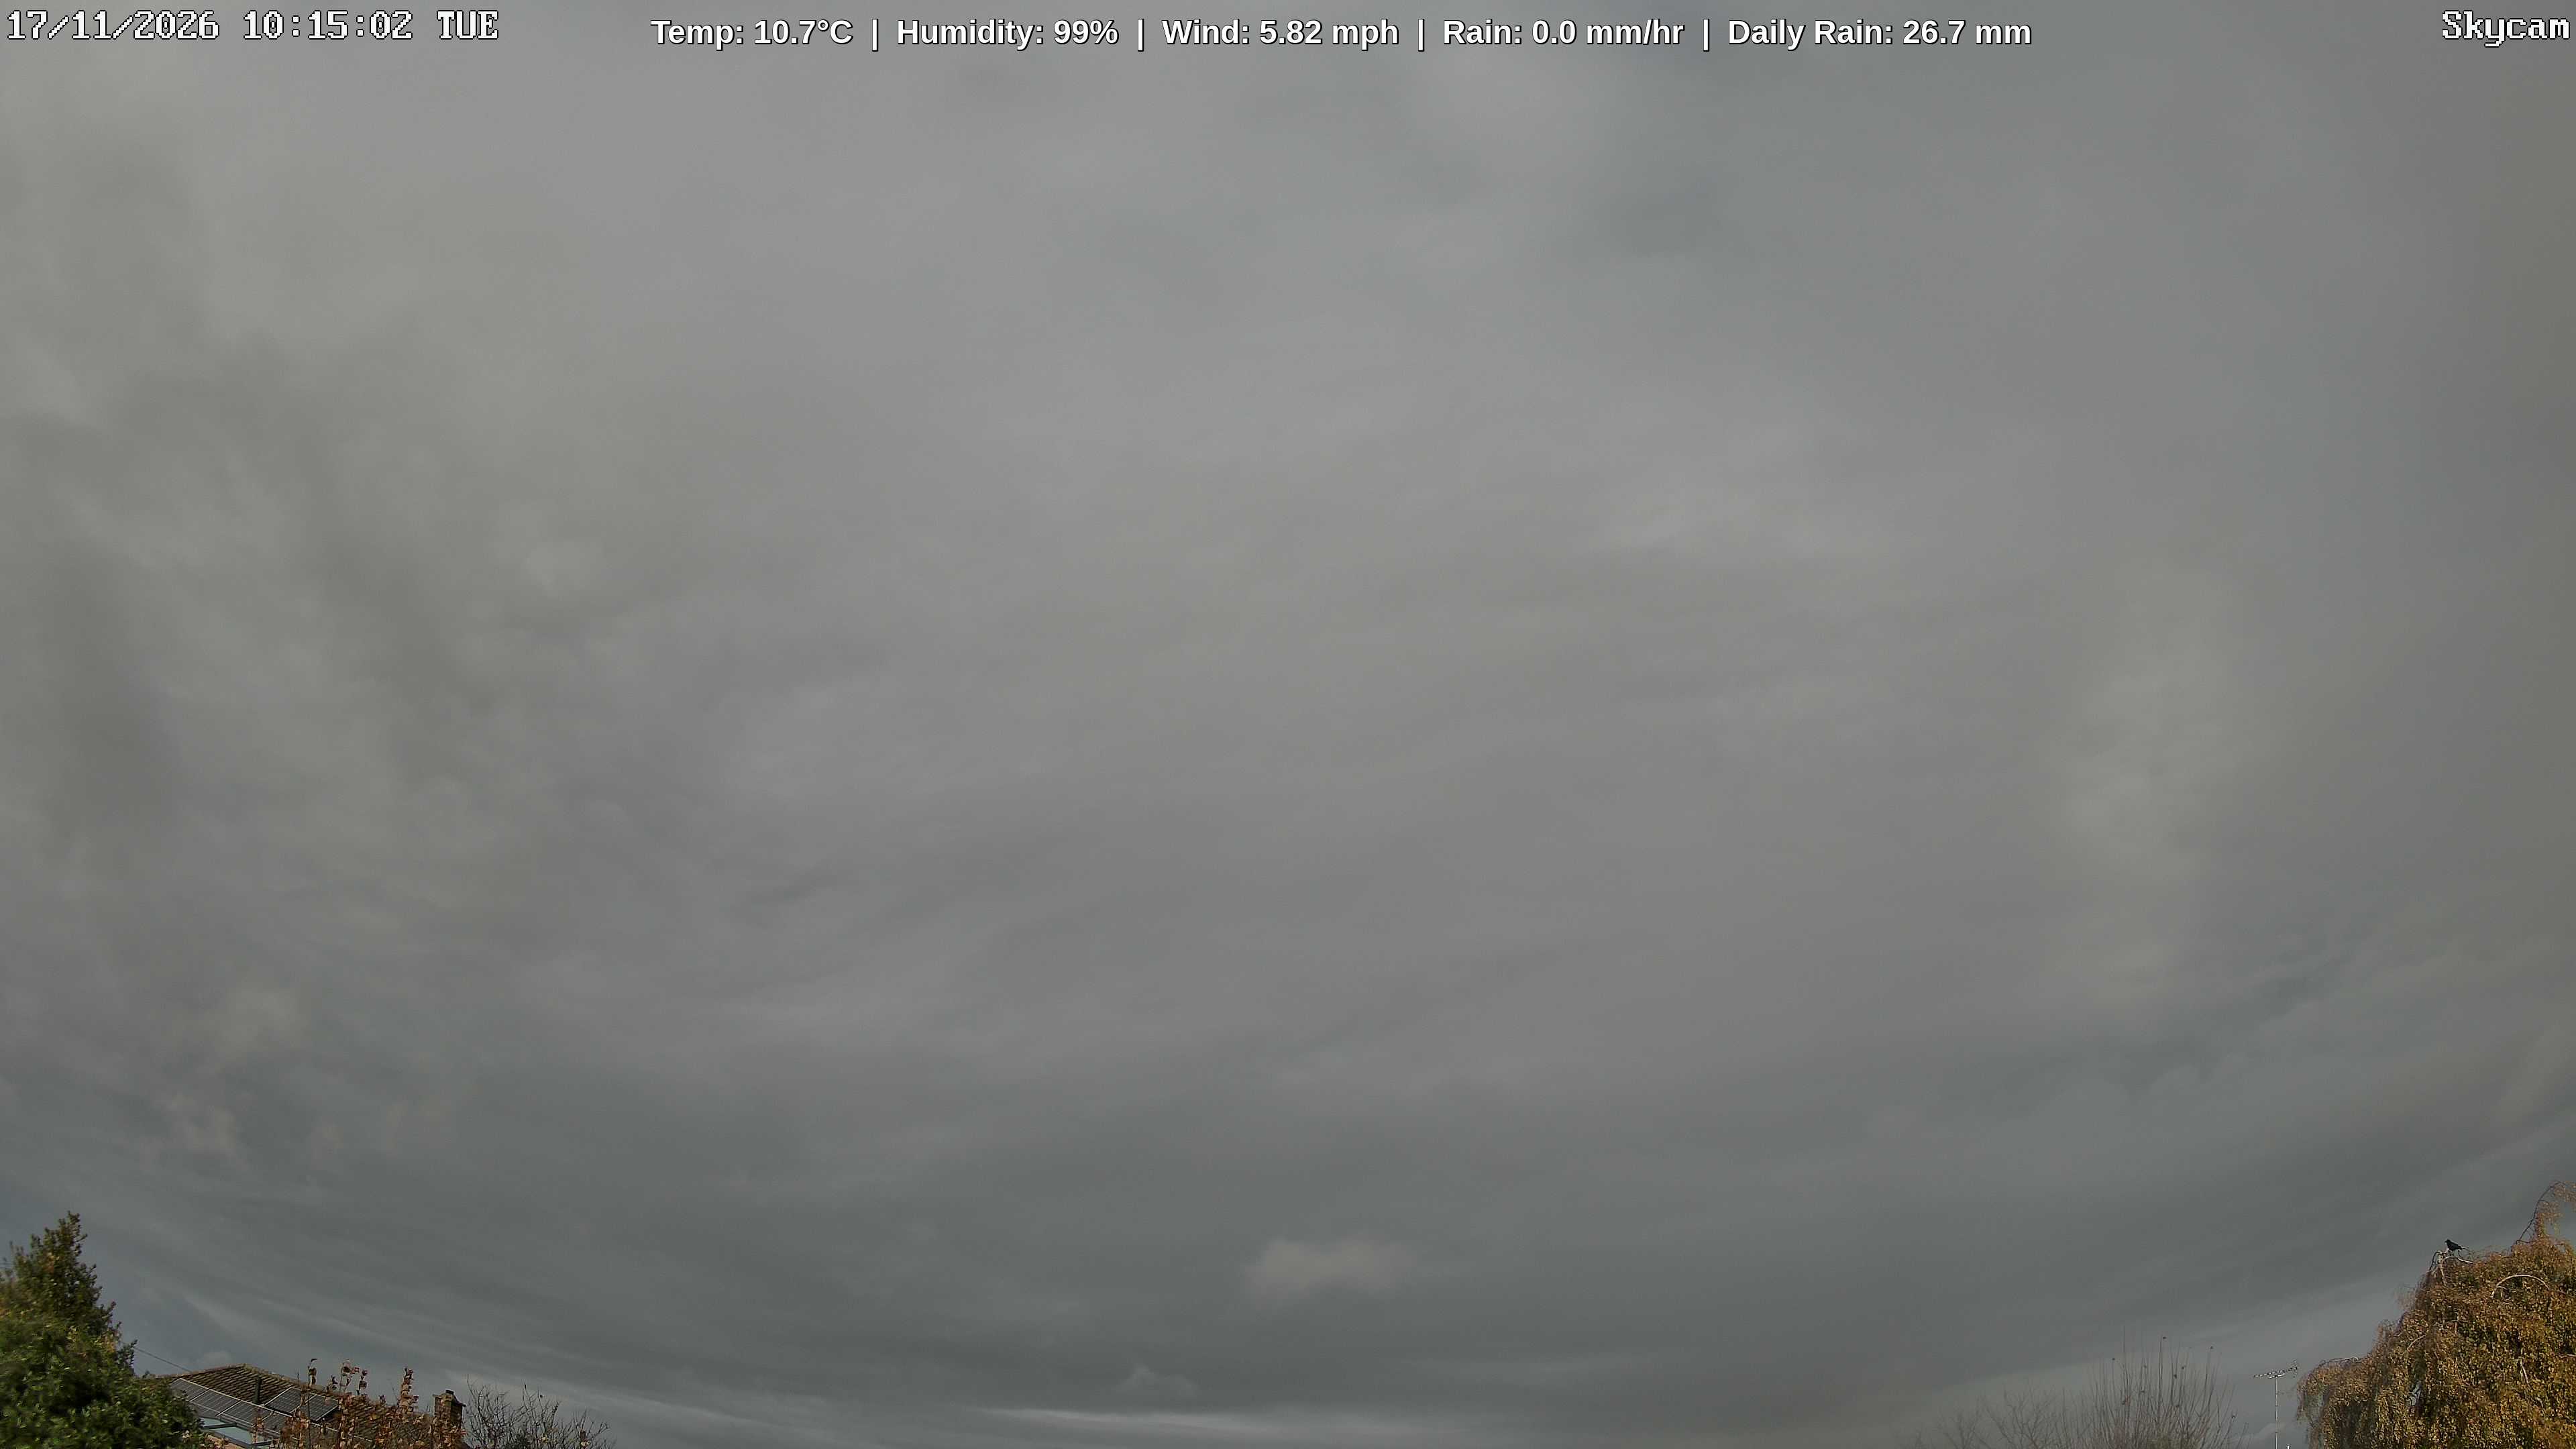 17/11/2026 10:15:02 TUE
Temp: 10.7°C | Humidity: 99% | Wind: 5.82 mph | Rain: 0.0 mm/hr | Daily Rain: 26.7 mm
Skycam